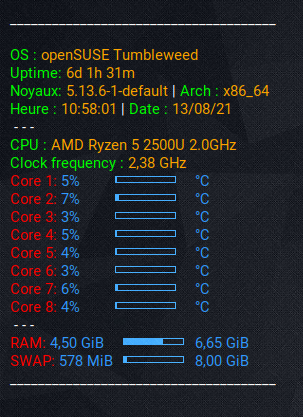 OS : openSUSE Tumbleweed
Uptime: 6d 1h 31m
Noyaux: 5.13.6-1-default | Arch : x86_64
Heure : 10:58:01 | Date : 13/08/21
---
CPU : AMD Ryzen 5 2500U 2.0GHz
Clock frequency : 2,38 GHz
Core 1: 5% °C
Core 2: 7% °C
Core 3: 3% °C
Core 4: 5% °C
Core 5: 4% °C
Core 6: 3% °C
Core 7: 6% °C
Core 8: 4% °C
---
RAM: 4,50 GiB 6,65 GiB
SWAP: 578 MiB 8,00 GiB